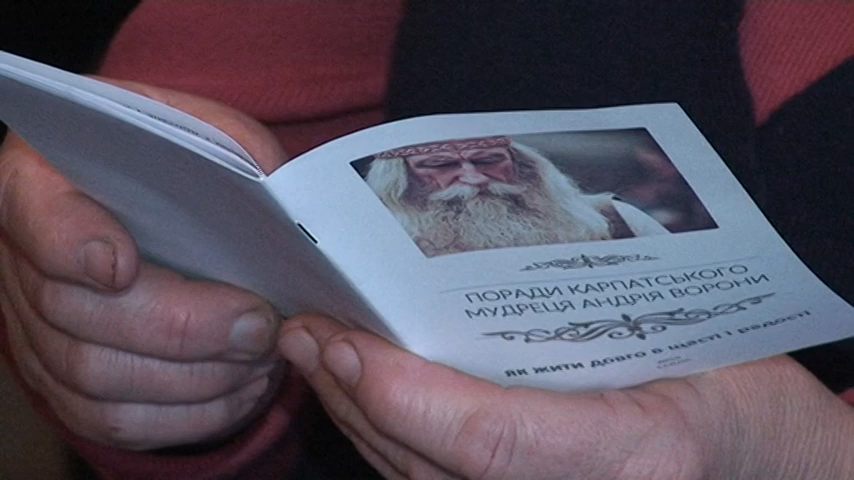 ПОРАДИ КАРПАТСЬКОГО
МУДРЕЦЯ АНДРІЯ ВОРОНИ
ЯК ЖИТИ ДОВГО В ЩАСТІ І РАДОСТІ